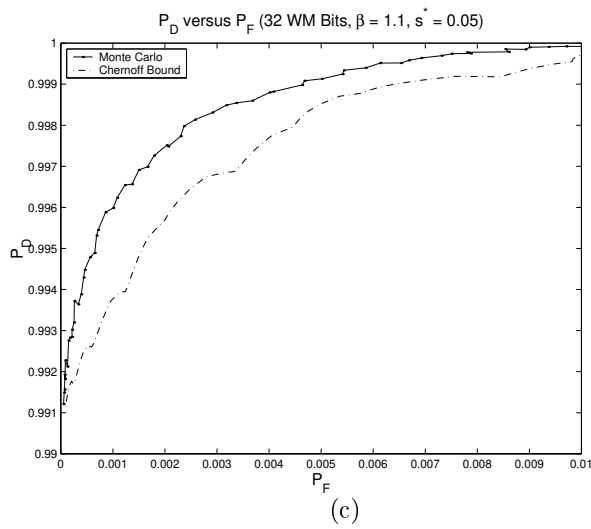 P_D versus P_F (32 WM Bits, β = 1.1, s* = 0.05)
Monte Carlo
Chernoff Bound
1
0.999
0.998
0.997
0.996
0.995
0.994
0.993
0.992
0.991
0.99
P_D
0 0.001 0.002 0.003 0.004 0.005 0.006 0.007 0.008 0.009 0.01
P_F
(c)